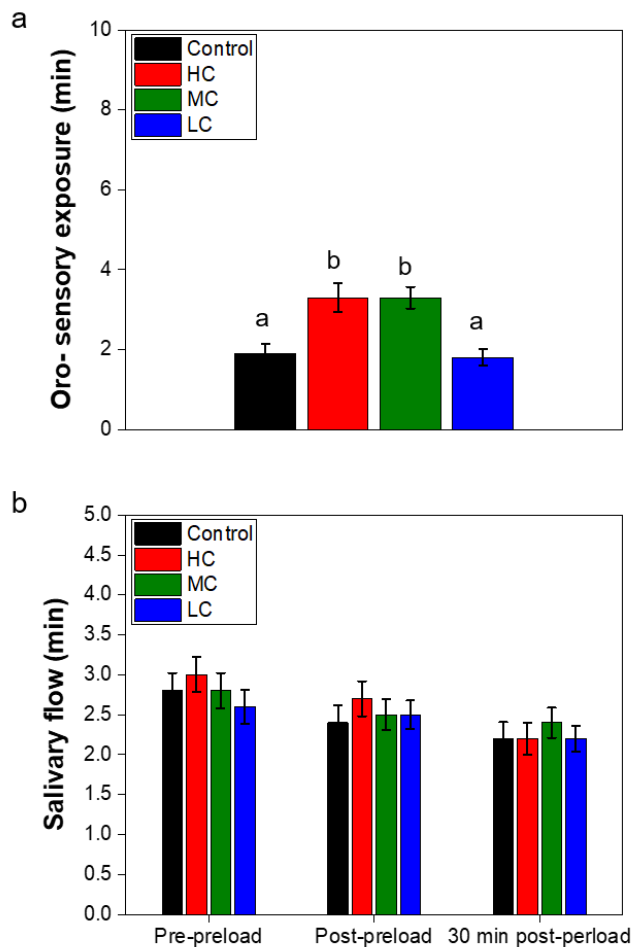 a
Oro- sensory exposure (min)
10
8
6
4
2
0
Control
HC
MC
LC
a
b
b
a
b
Salivary flow (min)
5.0
4.5
4.0
3.5
3.0
2.5
2.0
1.5
1.0
0.5
0.0
Control
HC
MC
LC
Pre-preload
Post-preload
30 min post-perload